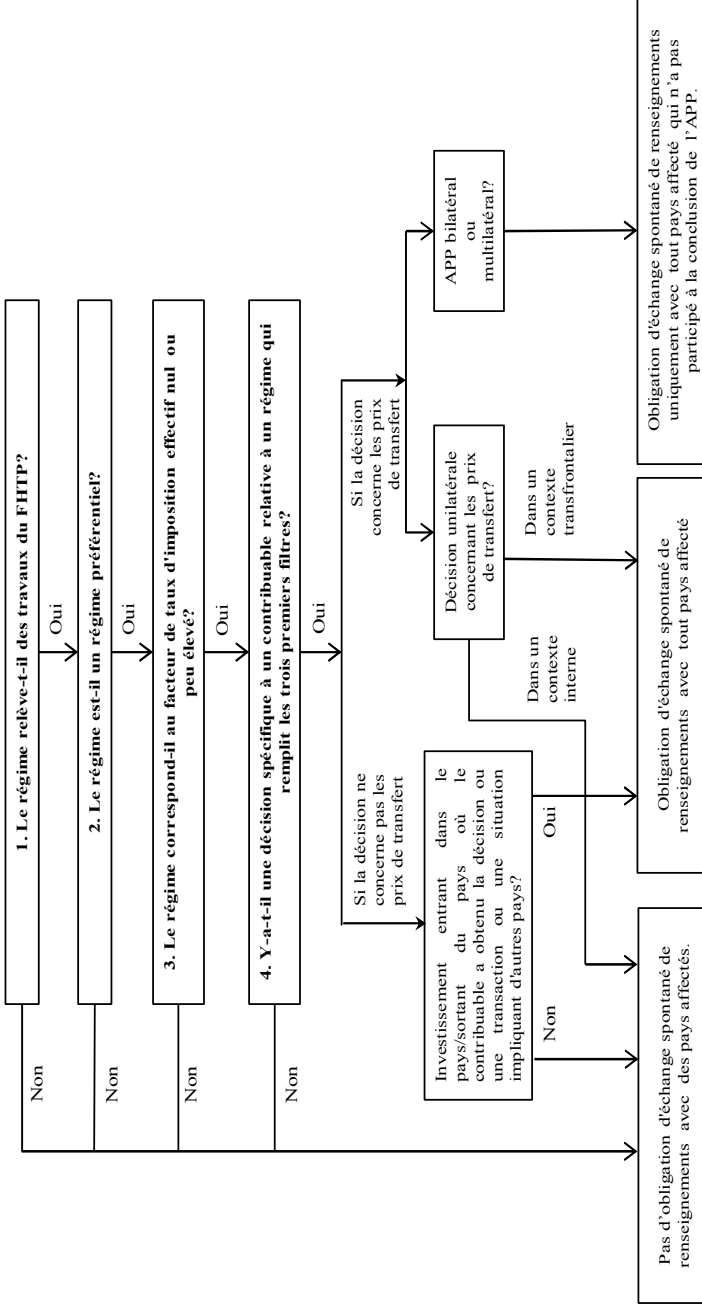 1. Le régime relève-t-il des travaux du FHTP?
Non
Oui
2. Le régime est-il un régime préférentiel?
Non
Oui
3. Le régime correspond-il au facteur de taux d'imposition effectif nul ou
peu élevé?
Non
Oui
4. Y-a-t-il une décision spécifique à un contribuable relative à un régime qui
remplit les trois premiers filtres?
Non
Oui
Si la décision ne
concerne pas les
prix de transfert
Si la décision
concerne les prix
de transfert
Investissement entrant dans le
pays/sortant du pays où le
contribuable a obtenu la décision ou
une transaction ou une situation
impliquant d'autres pays?
Décision unilatérale
concernant les prix
de transfert?
APP bilatéral
ou
multilatéral?
Non
Oui
Dans un
contexte
interne
Dans un
contexte
transfrontalier
Pas d'obligation d'échange spontané de
renseignements avec des pays affectés.
Obligation d'échange spontané de
renseignements avec tout pays affecté
Obligation d'échange spontané de renseignements
uniquement avec tout pays affecté qui n'a pas
participé à la conclusion de l'APP.